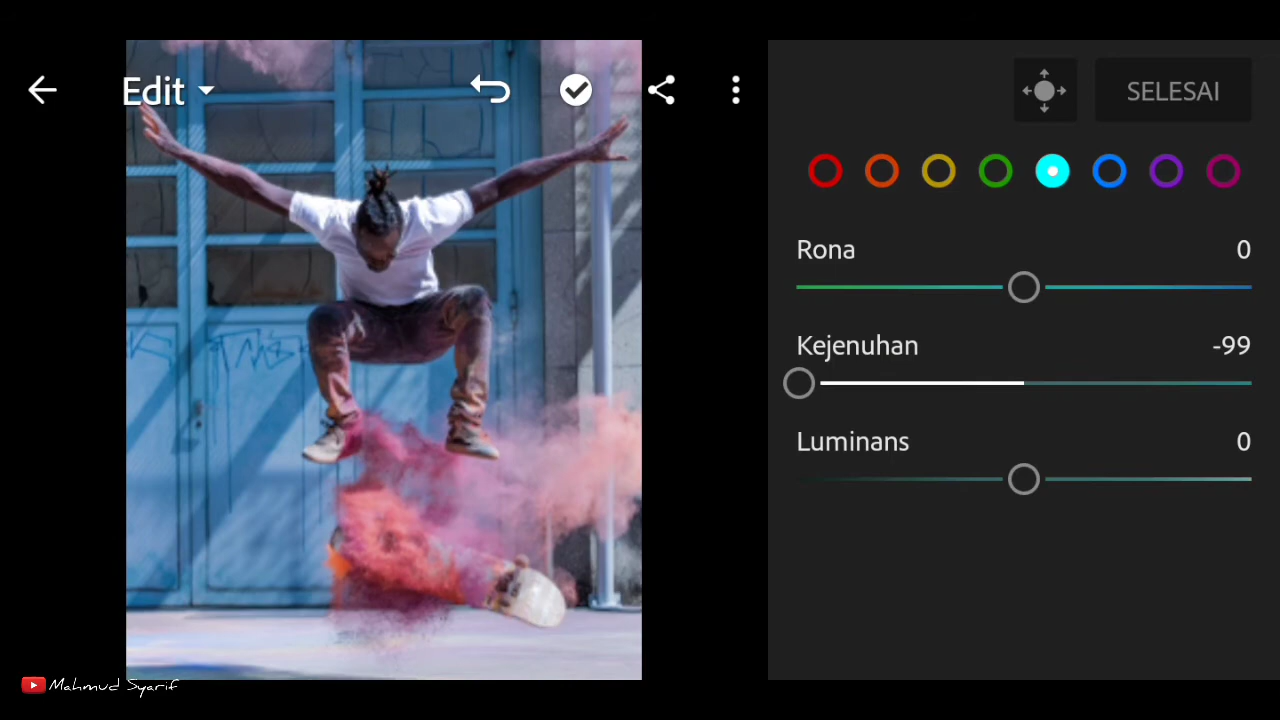 Edit
SELESAI
Rona 0
Kejenuhan -99
Luminans 0
Mahmud Syarif